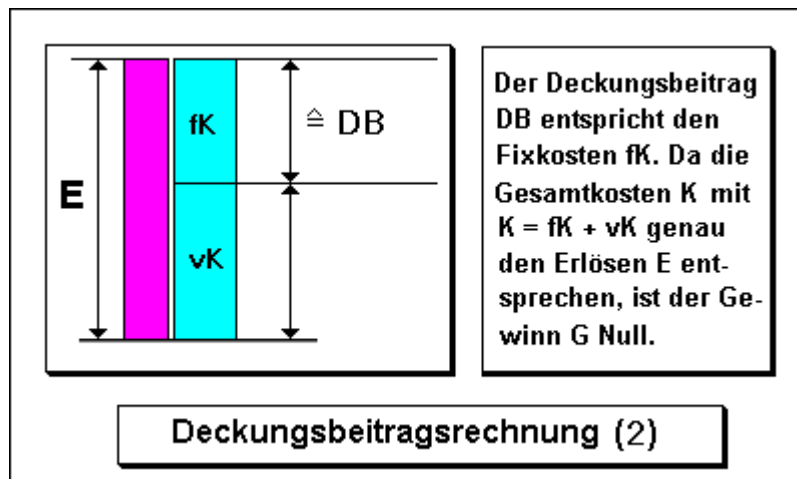 E
fK
≙ DB
vK
Der Deckungsbeitrag
DB entspricht den
Fixkosten fK. Da die
Gesamtkosten K mit
K = fK + vK genau
den Erlösen E ent-
sprechen, ist der Ge-
winn G Null.
Deckungsbeitragsrechnung (2)